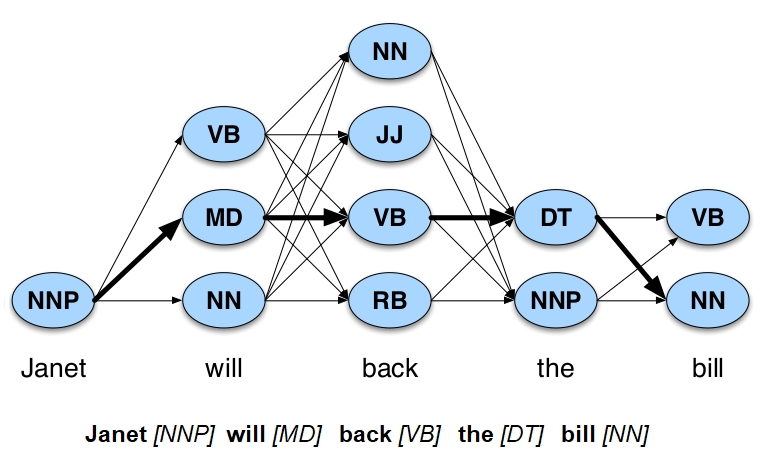 NN
VB JJ
MD VB DT VB
NNP NN RB NNP NN
Janet will back the bill
Janet [NNP] will [MD] back [VB] the [DT] bill [NN]